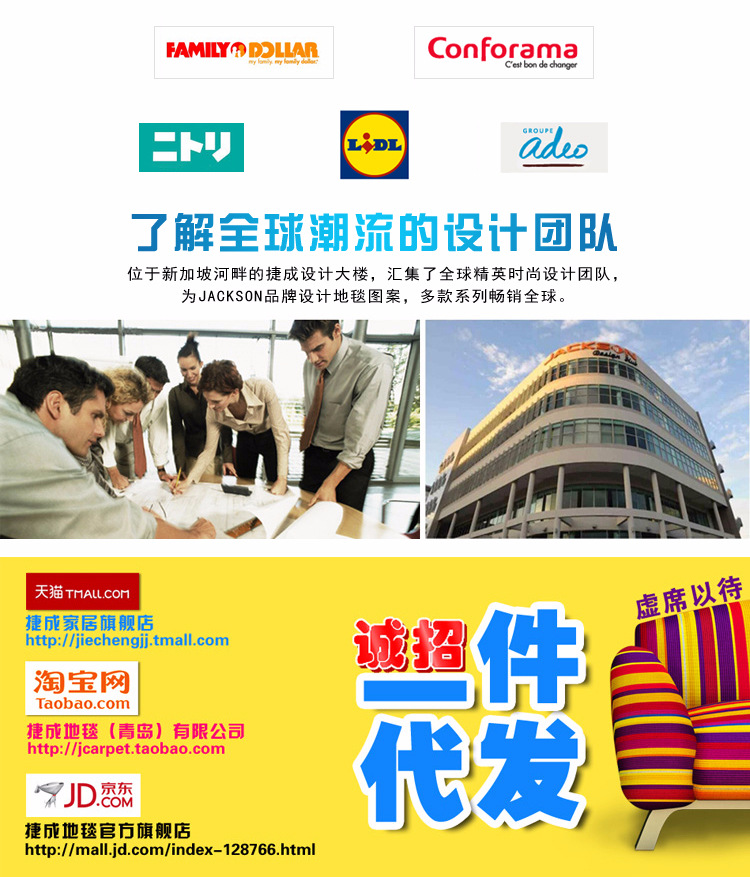 FAMILY DOLLAR
my family. my family dollar.
Conforama
C'est bon de changer
ニトリ
LIDL
GROUPE
adeo
了解全球潮流的设计团队
位于新加坡河畔的捷成设计大楼，汇集了全球精英时尚设计团队，
为JACKSON品牌设计地毯图案，多款系列畅销全球。
JACKSON
天猫TMALL.COM
捷成家居旗舰店
http://jiechengjj.tmall.com
淘宝网
Taobao.com
捷成地毯（青岛）有限公司
http://jcarpet.taobao.com
JD京东
.COM
捷成地毯官方旗舰店
http://mall.jd.com/index-128766.html
虚席以待
诚招
一件
代发